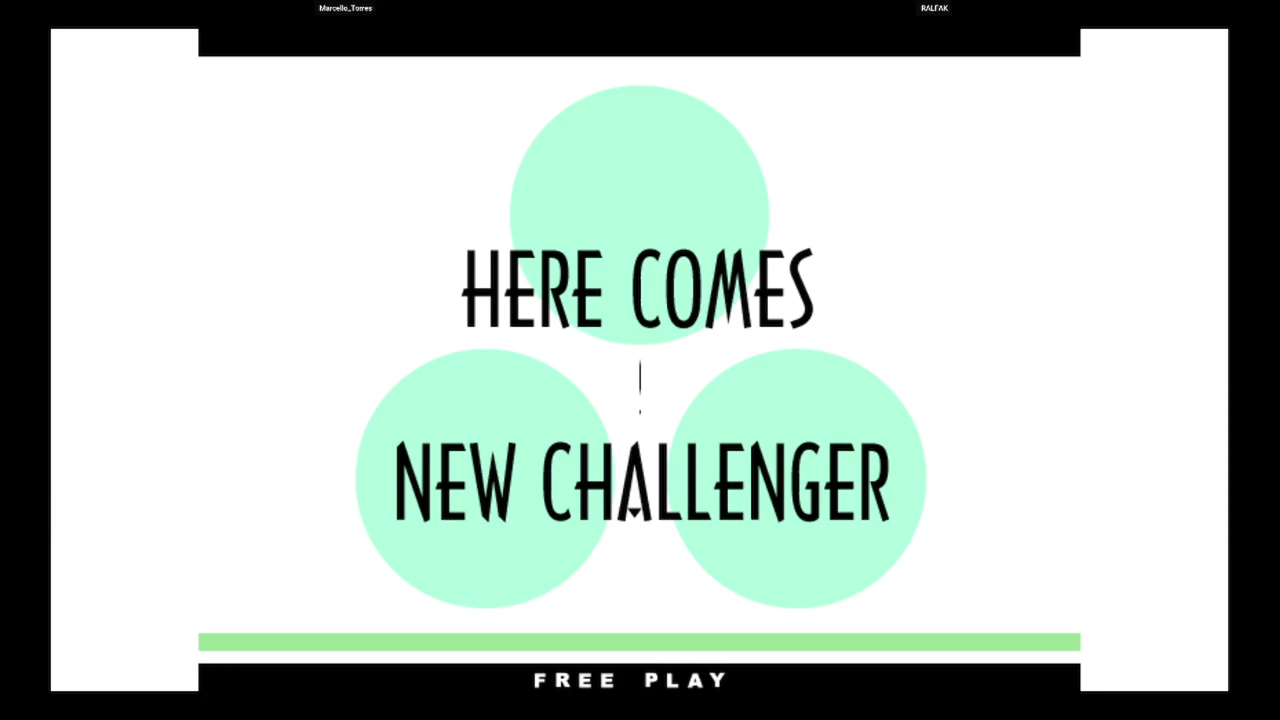 Marcello_Torres
RALFAK
HERE COMES
NEW CHALLENGER
FREE PLAY